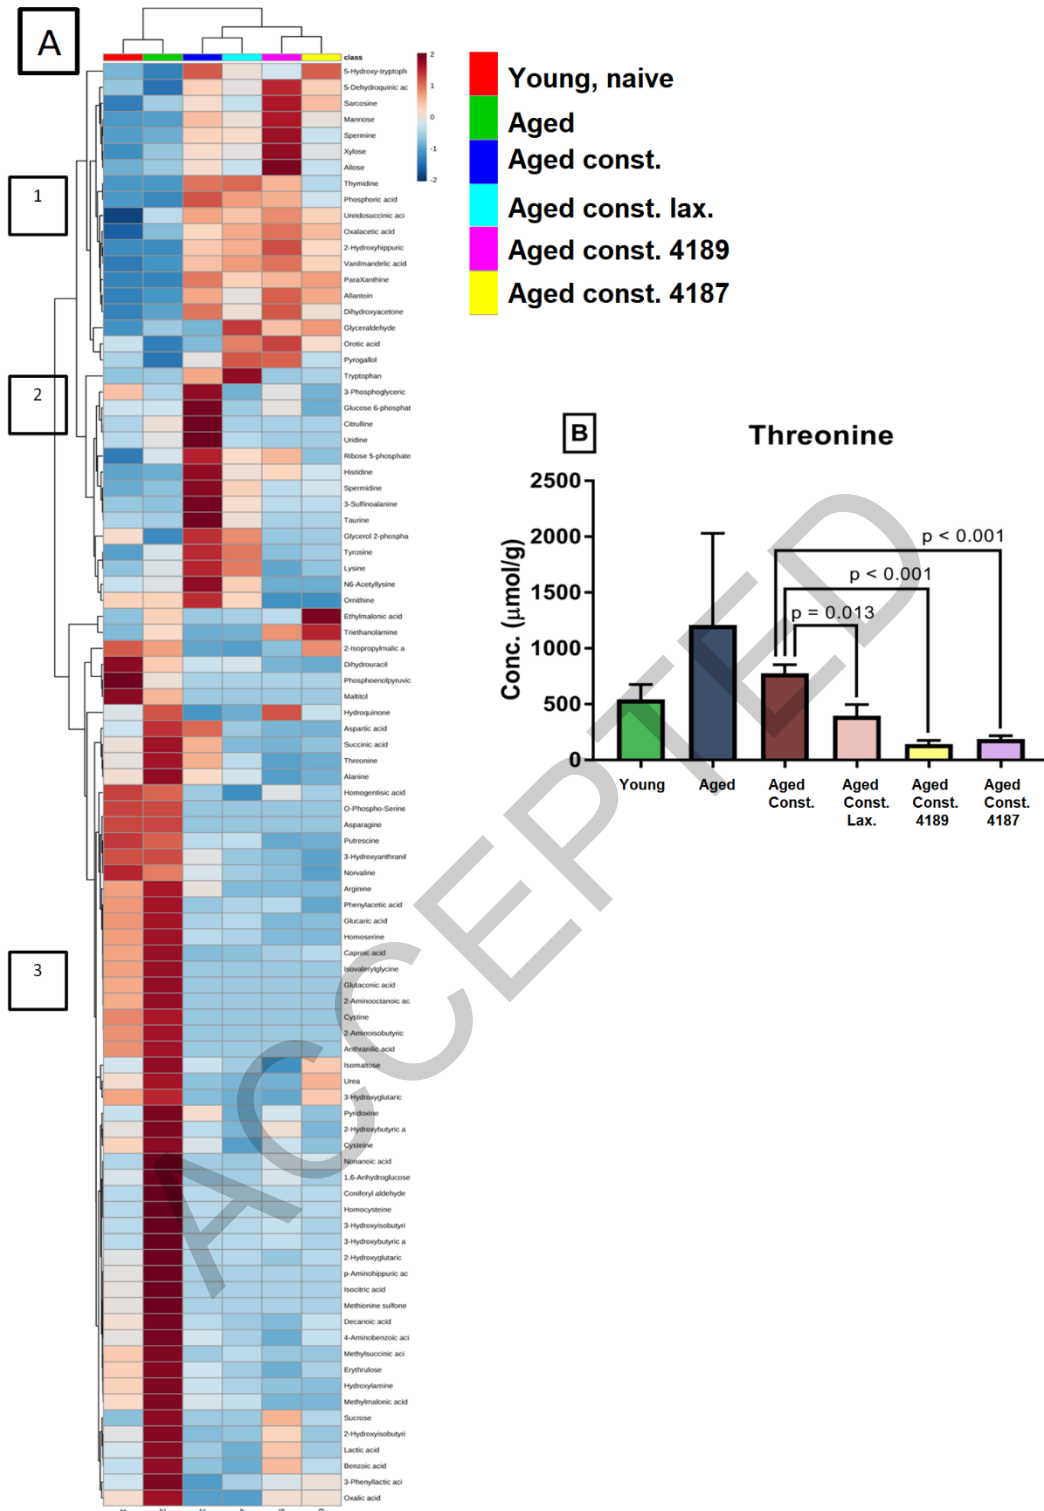 A
class
2
1
0
-1
-2
Young, naive
Aged
Aged const.
Aged const. lax.
Aged const. 4189
Aged const. 4187
1
2
3
5-Hydroxy-tryptoph
5-Dehydroquinic ac
Sarcosine
Mannose
Spermine
Xylose
Allose
Thymidine
Phosphoric acid
Ureidosuccinic aci
Oxalacetic acid
2-Hydroxyhippuric
Vanilmandelic acid
ParaXanthine
Allantoin
Dihydroxyacetone
Glyceraldehyde
Orotic acid
Pyrogallol
Tryptophan
3-Phosphoglyceric
Glucose 6-phosphat
Citrulline
Uridine
Ribose 5-phosphate
Histidine
Spermidine
3-Sulfinoalanine
Taurine
Glycerol 2-phospha
Tyrosine
Lysine
N6-Acetyllysine
Ornithine
Ethylmalonic acid
Triethanolamine
2-Isopropylmalic a
Dihydrouracil
Phosphoenolpyruvic
Maltitol
Hydroquinone
Aspartic acid
Succinic acid
Threonine
Alanine
Homogentisic acid
O-Phospho-Serine
Asparagine
Putrescine
3-Hydroxyanthranil
Norvaline
Arginine
Phenylacetic acid
Glucaric acid
Homoserine
Caproic acid
Isovalerylglycine
Glutaconic acid
2-Aminooctanoic ac
Cystine
2-Aminoisobutyric
Anthranilic acid
Isomaltose
Urea
3-Hydroxyglutaric
Pyridoxine
2-Hydroxybutyric a
Cysteine
Nonanoic acid
1,6-Anhydroglucose
Coniferyl aldehyde
Homocysteine
3-Hydroxyisobutyri
3-Hydroxybutyric a
2-Hydroxyglutaric
p-Aminohippuric ac
Isocitric acid
Methionine sulfone
Decanoic acid
4-Aminobenzoic aci
Methylsuccinic aci
Erythrulose
Hydroxylamine
Methylmalonic acid
Sucrose
2-Hydroxyisobutyri
Lactic acid
Benzoic acid
3-Phenyllactic aci
Oxalic acid
1 2 3 4 5 6
B
Threonine
Conc. (μmol/g)
2500
2000
1500
1000
500
0
p < 0.001
p < 0.001
p = 0.013
Young
Aged
Aged
Const.
Aged
Const.
Lax.
Aged
Const.
4189
Aged
Const.
4187
ACCEPTED